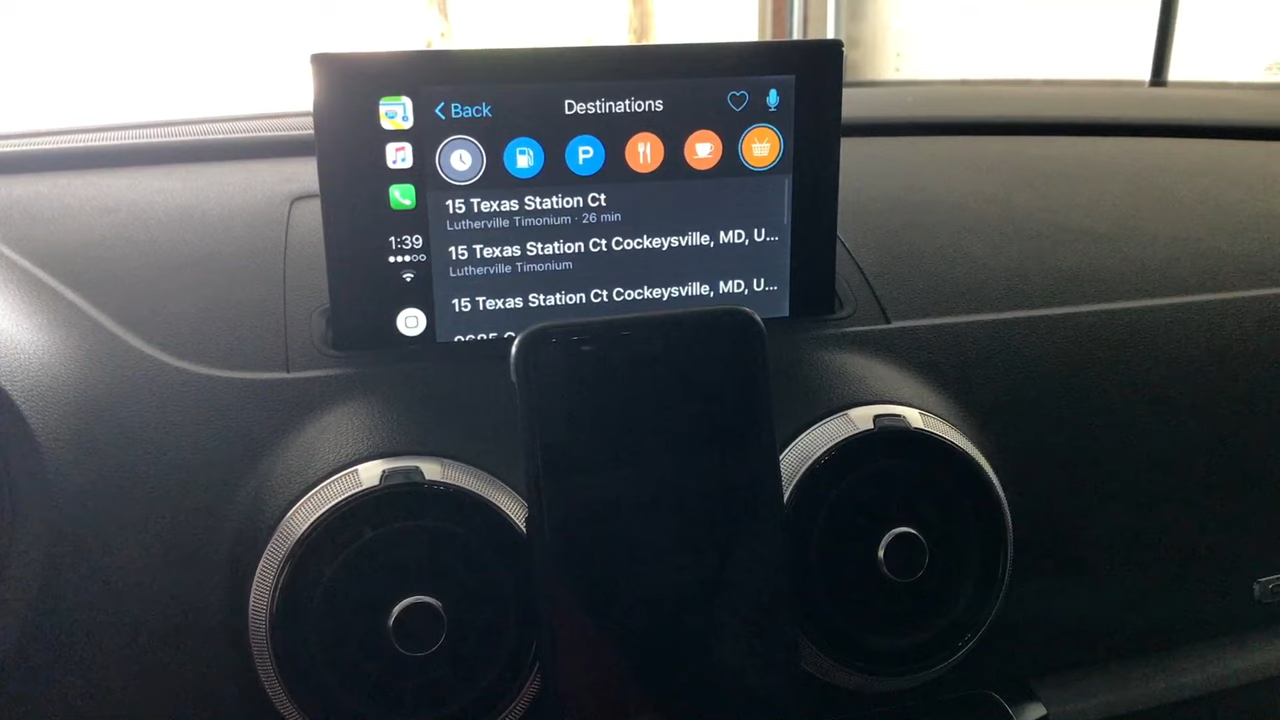 Back
Destinations
P
15 Texas Station Ct
Lutherville Timonium · 26 min
15 Texas Station Ct Cockeysville, MD, U...
Lutherville Timonium
15 Texas Station Ct Cockeysville, MD, U...
1:39